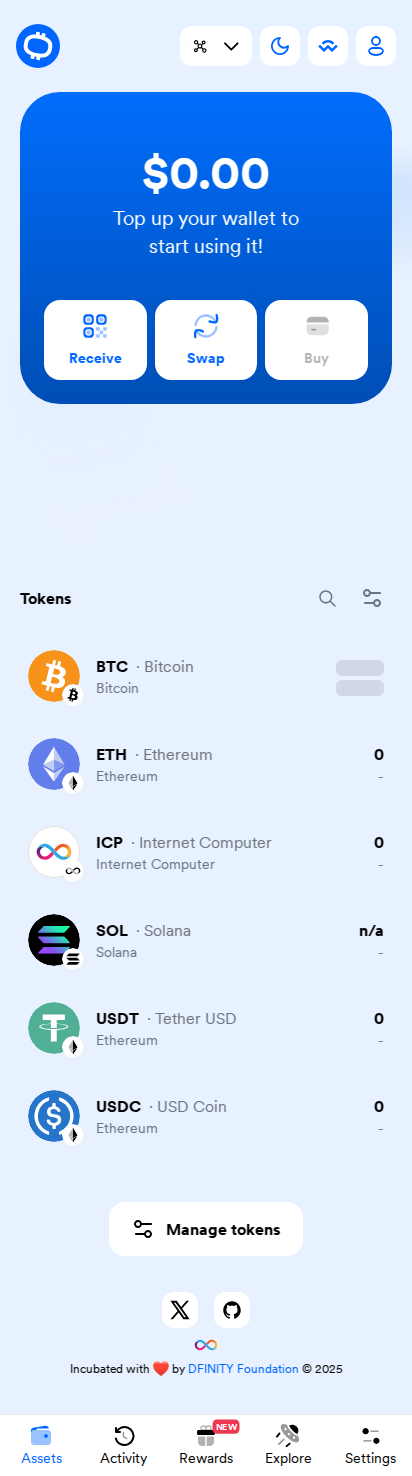 $0.00
Top up your wallet to
start using it!
Receive
Swap
Buy
Tokens
BTC · Bitcoin
Bitcoin
ETH · Ethereum
0
Ethereum
-
ICP · Internet Computer
0
Internet Computer
-
SOL · Solana
n/a
Solana
-
USDT · Tether USD
0
Ethereum
-
USDC · USD Coin
0
Ethereum
-
Manage tokens
Incubated with ❤️ by DFINITY Foundation © 2025
NEW
Assets
Activity
Rewards
Explore
Settings